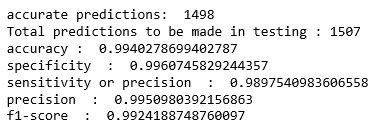 accurate predictions:  1498
Total predictions to be made in testing : 1507
accuracy :  0.9940278699402787
specificity  :  0.9960745829244357
sensitivity or precision  :  0.9897540983606558
precision  :  0.9950980392156863
f1-score  :  0.9924188748760097